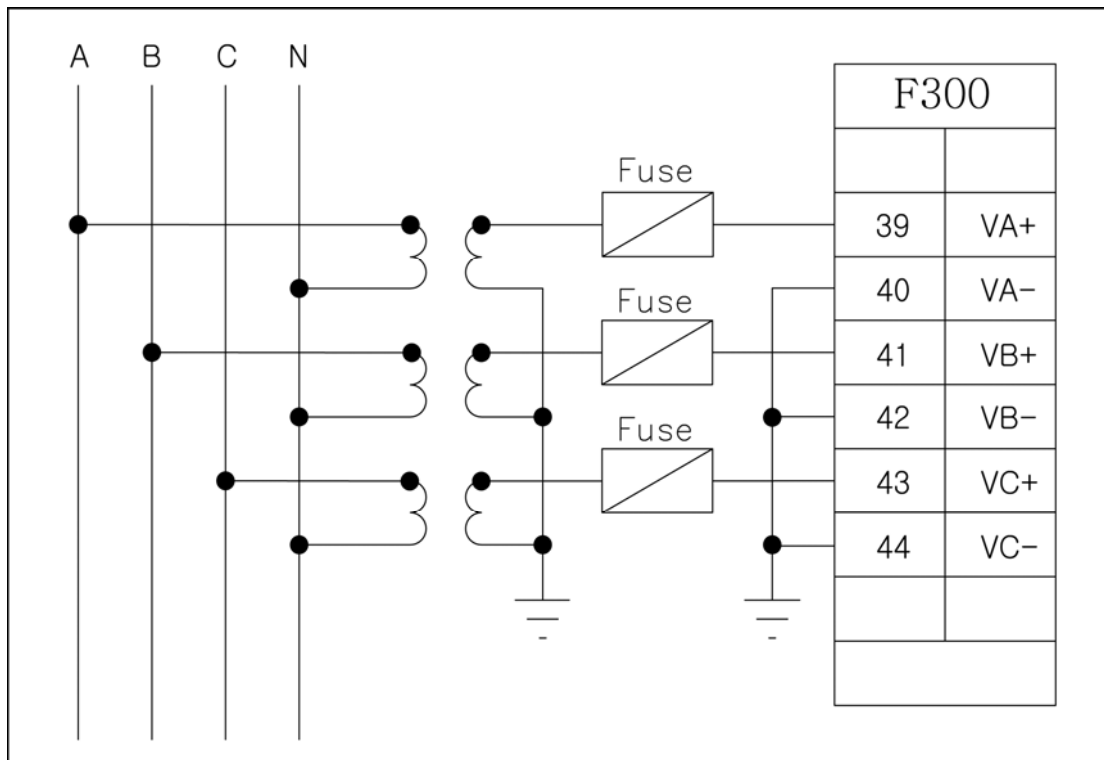 A B C N
F300
Fuse
39 VA+
40 VA-
Fuse
41 VB+
42 VB-
Fuse
43 VC+
44 VC-